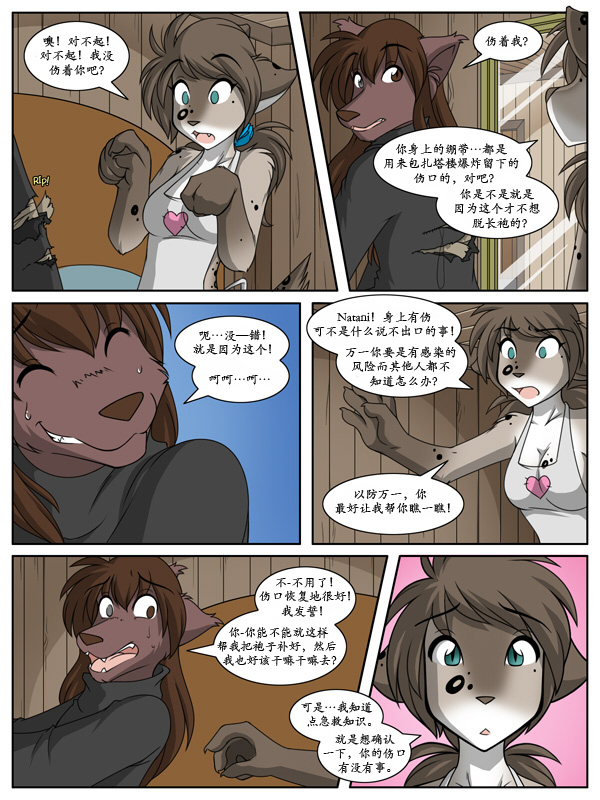 噢！对不起！
对不起！我没
伤着你吧？
Rip!
伤着我？
你身上的绷带…都是
用来包扎塔楼爆炸留下的
伤口的，对吧？
你是不是就是
因为这个才不想
脱长袍的？
呃…没—错！
就是因为这个！
呵呵…呵…
Natani！身上有伤
可不是什么说不出口的事！
万一你要是有感染的
风险而其他人都不
知道怎么办？
以防万一，你
最好让我帮你瞧一瞧！
不-不用了！
伤口恢复地很好！
我发誓！
你-你能不能就这样
帮我把袍子补好，然后
我也好该干嘛干嘛去？
可是…我知道
点急救知识。
就是想确认
一下，你的伤口
有没有事。